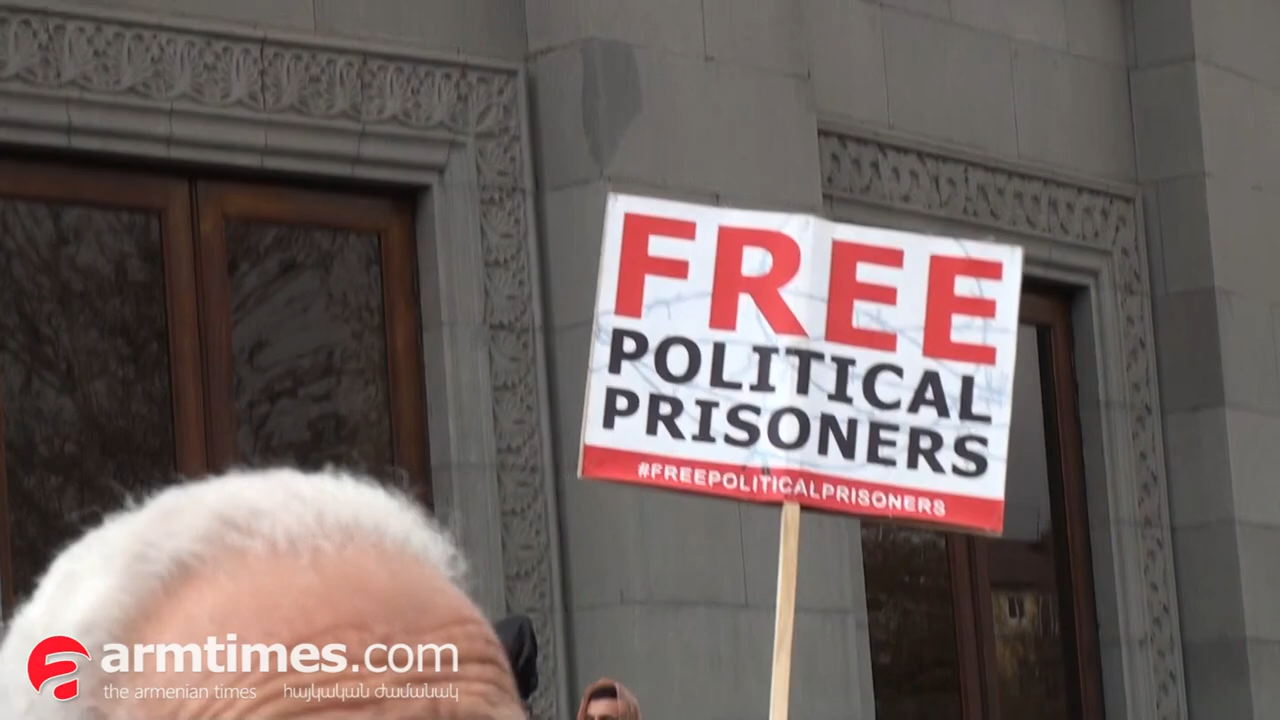 FREE
POLITICAL
PRISONERS
#FREEPOLITICALPRISONERS
armtimes.com
the armenian times հայկական ժամանակ